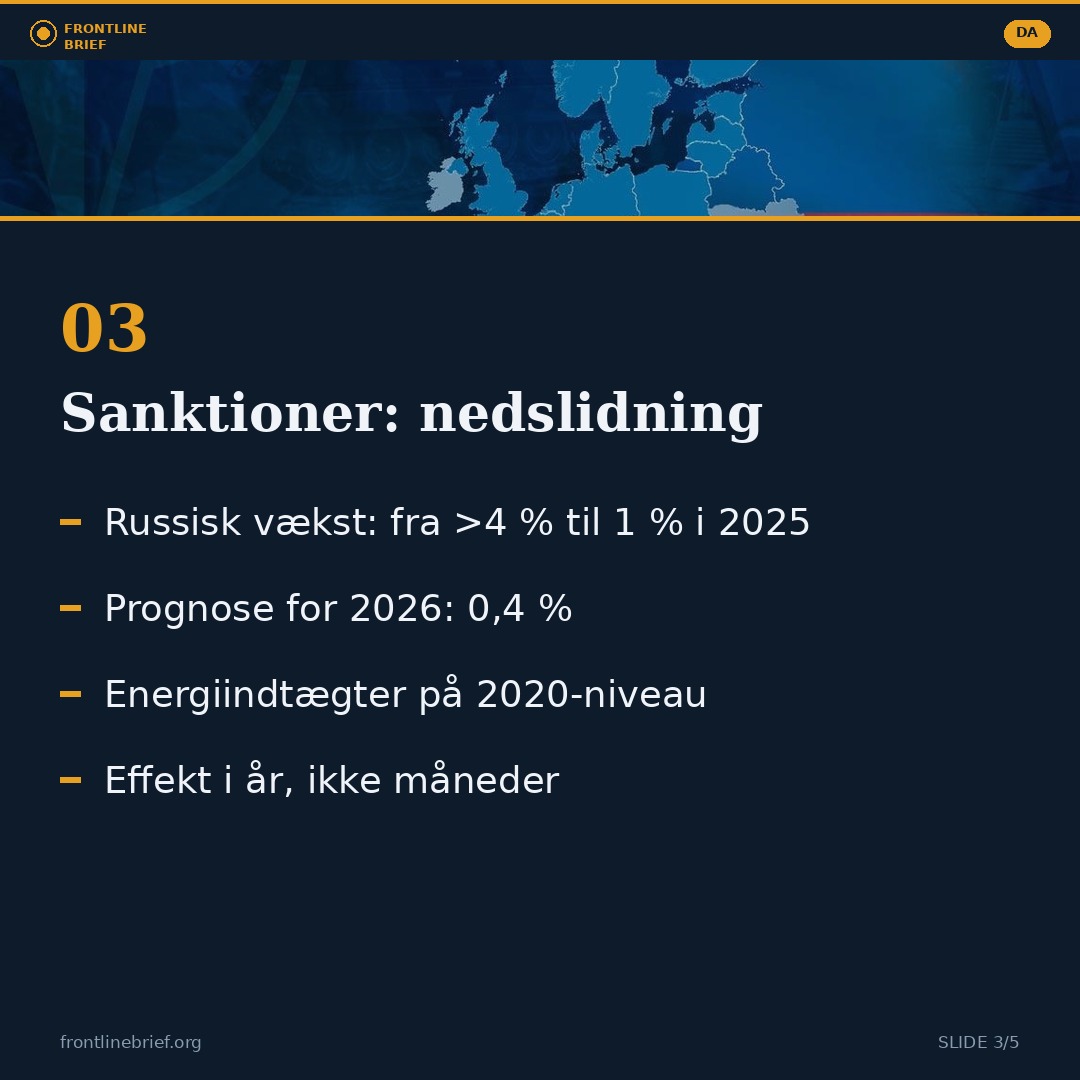 FRONTLINE
BRIEF
DA
03
Sanktioner: nedslidning
Russisk vækst: fra >4 % til 1 % i 2025
Prognose for 2026: 0,4 %
Energiindtægter på 2020-niveau
Effekt i år, ikke måneder
frontlinebrief.org
SLIDE 3/5